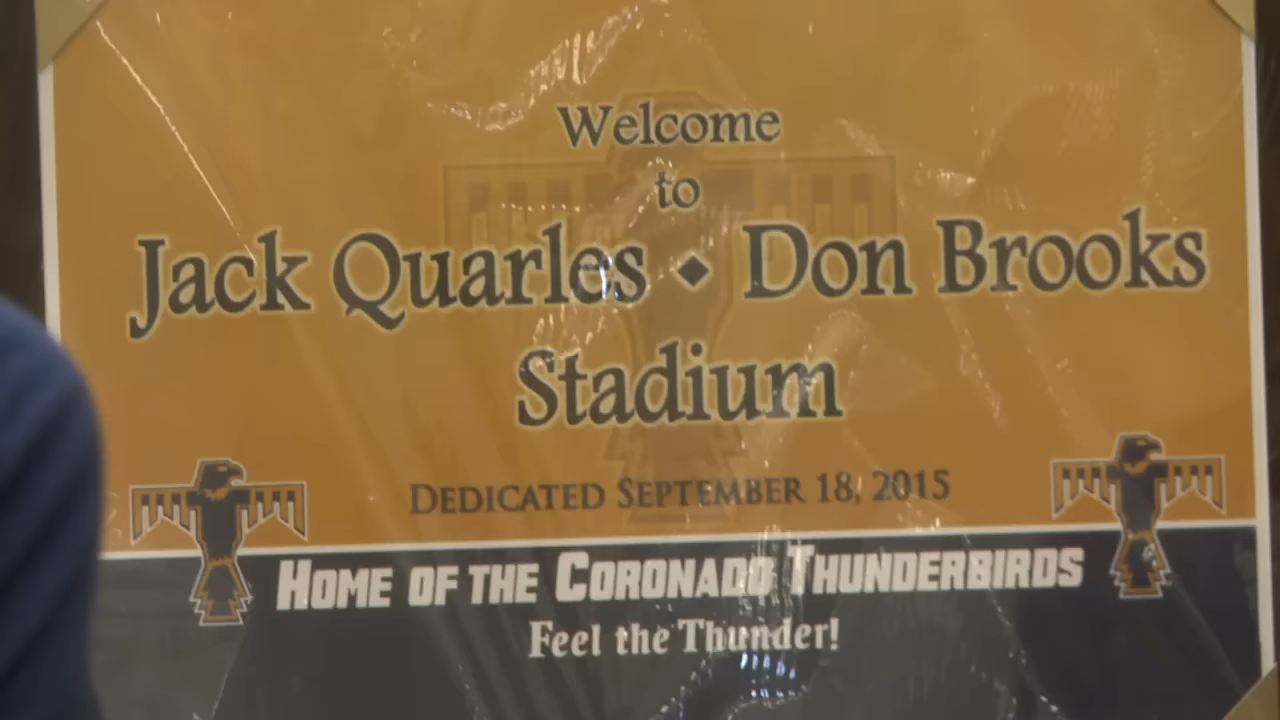 Welcome
to
Jack Quarles ◆ Don Brooks
Stadium
DEDICATED SEPTEMBER 18, 2015
HOME OF THE CORONADO THUNDERBIRDS
Feel the Thunder!